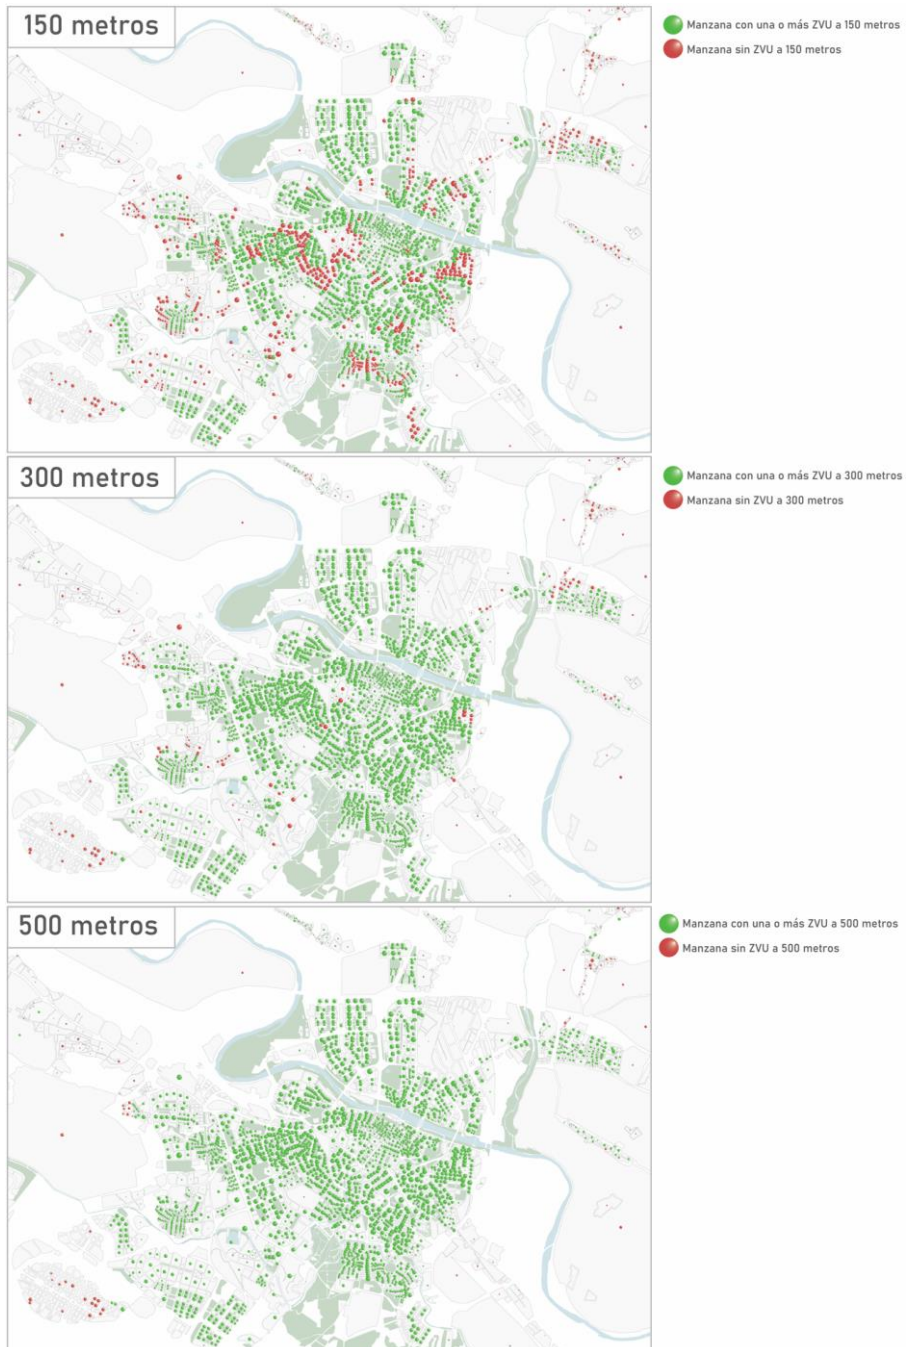 150 metros
Manzana con una o más ZVU a 150 metros
Manzana sin ZVU a 150 metros
300 metros
Manzana con una o más ZVU a 300 metros
Manzana sin ZVU a 300 metros
500 metros
Manzana con una o más ZVU a 500 metros
Manzana sin ZVU a 500 metros